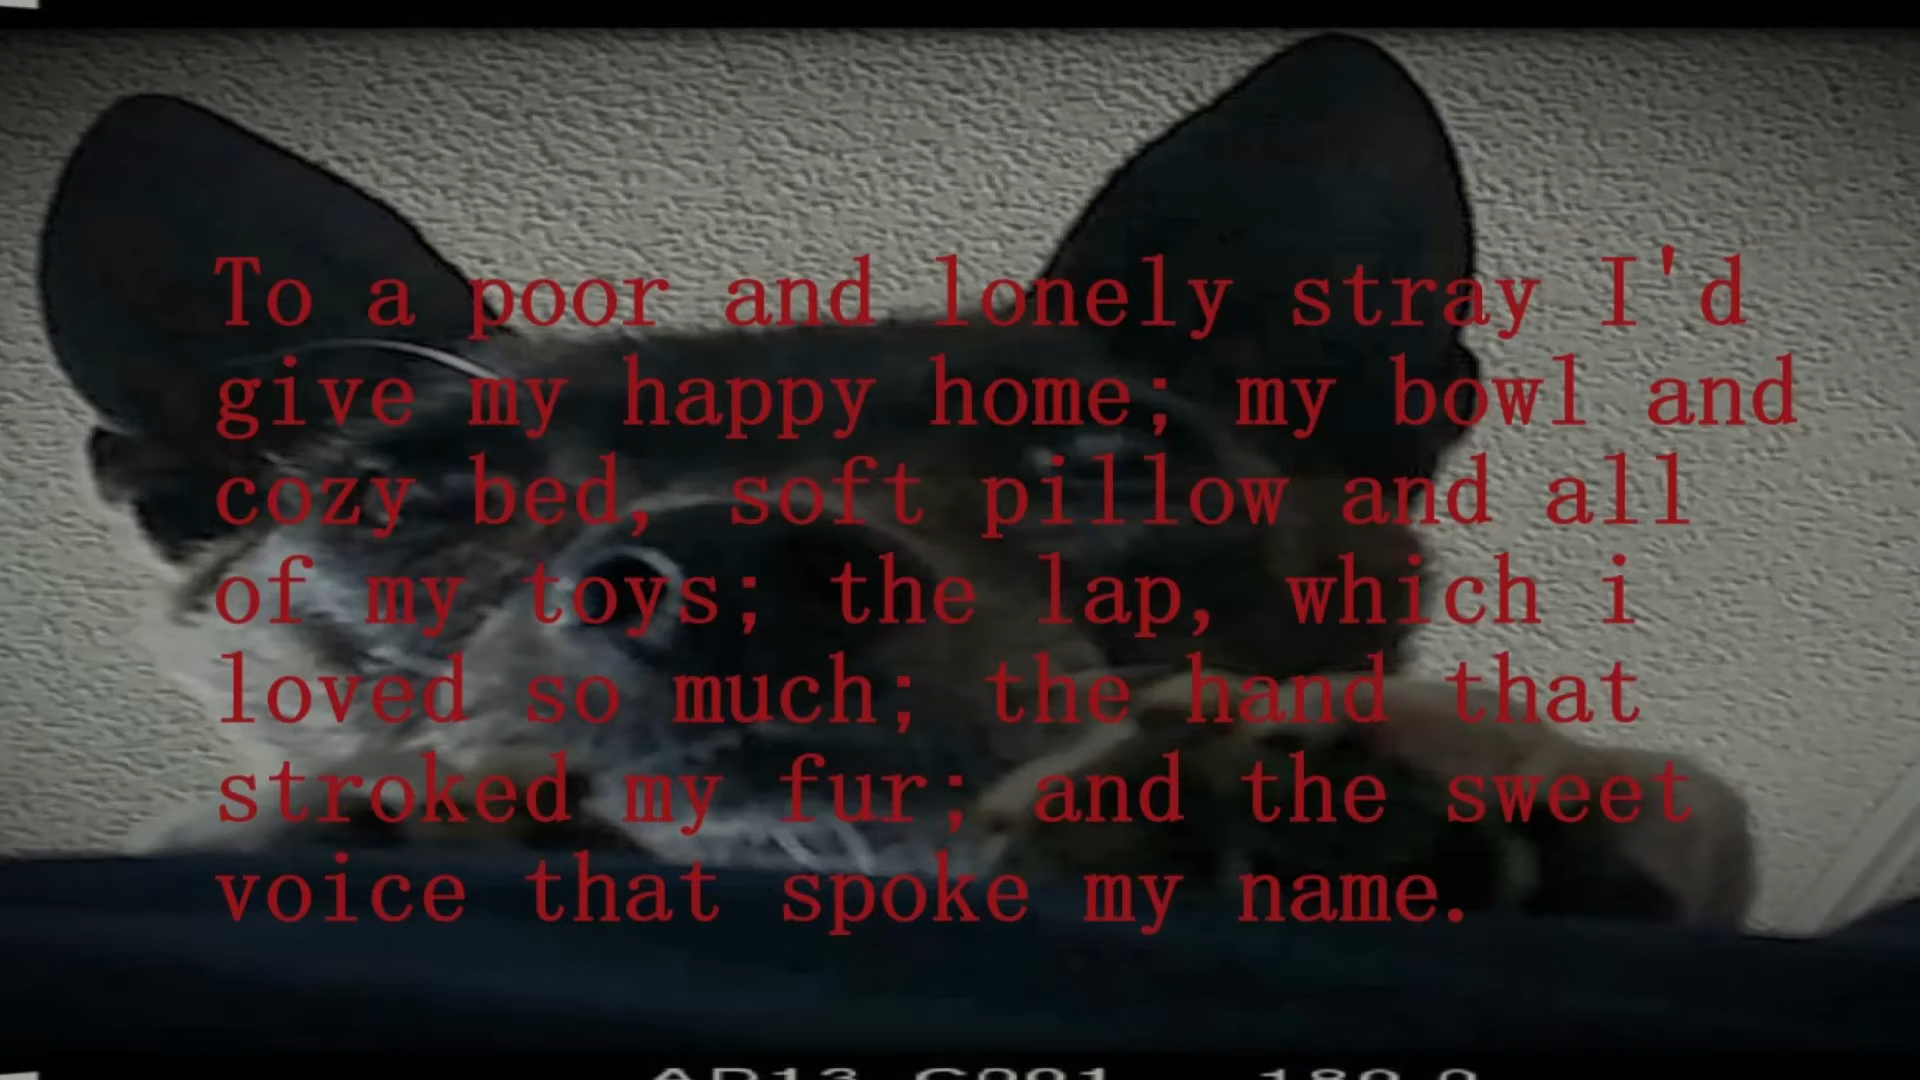 To a poor and lonely stray I'd
give my happy home; my bowl and
cozy bed, soft pillow and all
of my toys; the lap, which i
loved so much; the hand that
stroked my fur; and the sweet
voice that spoke my name.